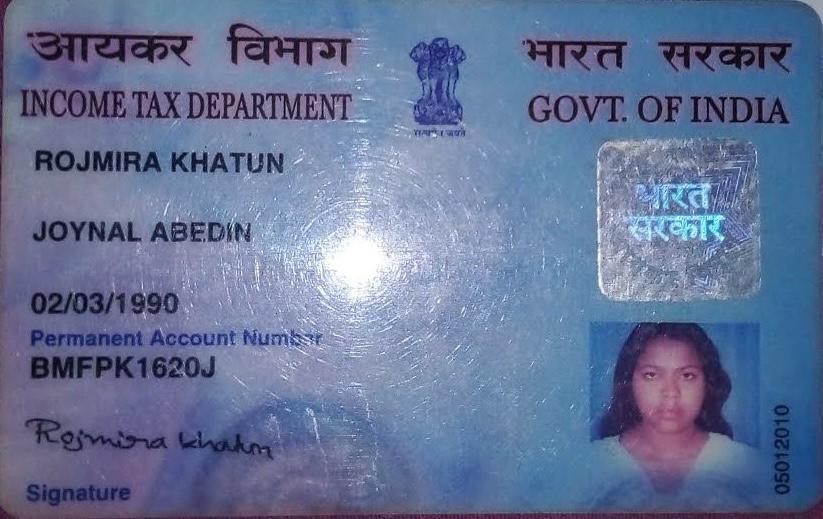 आयकर विभाग भारत सरकार
INCOME TAX DEPARTMENT GOVT. OF INDIA
सत्यमेव जयते
ROJMIRA KHATUN
भारत
सरकार
JOYNAL ABEDIN
02/03/1990
Permanent Account Number
BMFPK1620J
Rojmira Khatun
Signature
05012010